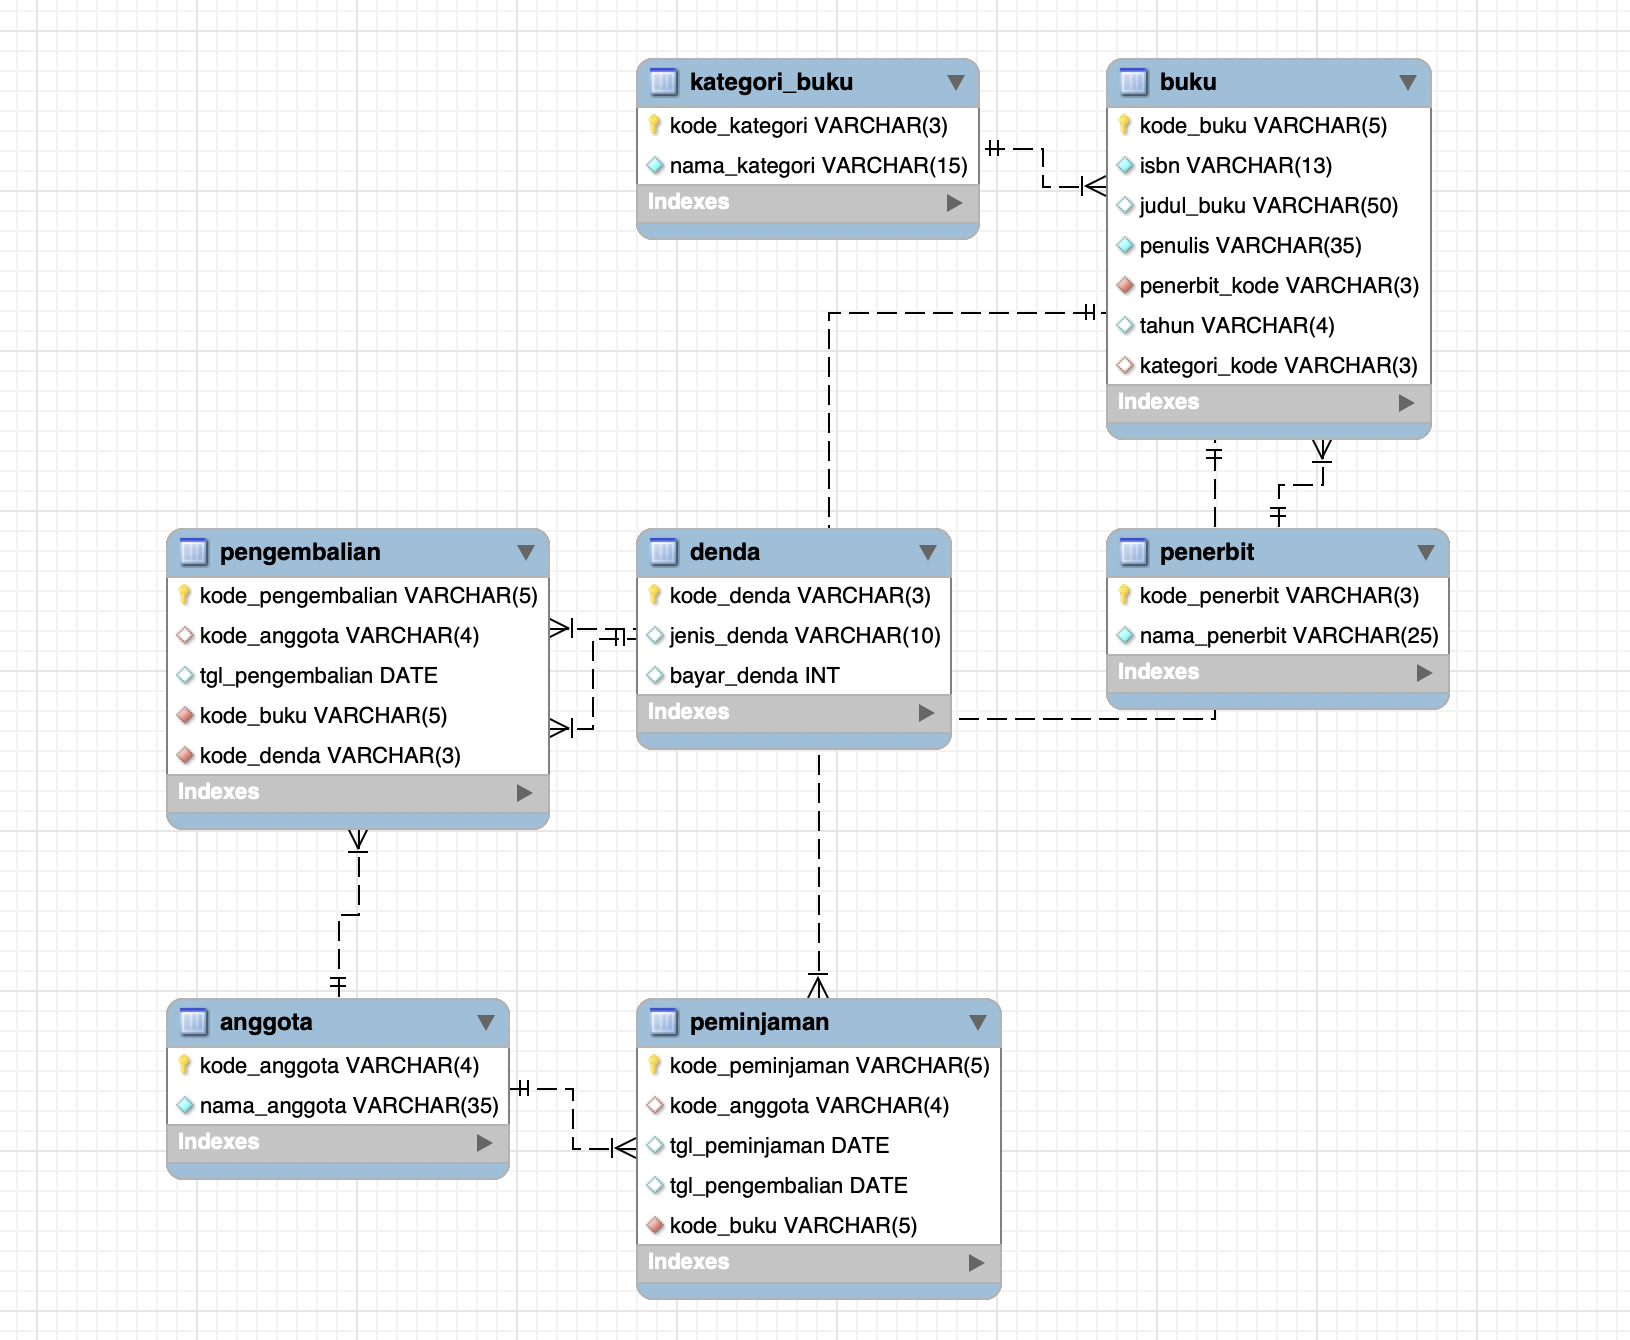 kategori_buku
kode_kategori VARCHAR(3)
nama_kategori VARCHAR(15)
Indexes
buku
kode_buku VARCHAR(5)
isbn VARCHAR(13)
judul_buku VARCHAR(50)
penulis VARCHAR(35)
penerbit_kode VARCHAR(3)
tahun VARCHAR(4)
kategori_kode VARCHAR(3)
Indexes
pengembalian
kode_pengembalian VARCHAR(5)
kode_anggota VARCHAR(4)
tgl_pengembalian DATE
kode_buku VARCHAR(5)
kode_denda VARCHAR(3)
Indexes
denda
kode_denda VARCHAR(3)
jenis_denda VARCHAR(10)
bayar_denda INT
Indexes
penerbit
kode_penerbit VARCHAR(3)
nama_penerbit VARCHAR(25)
Indexes
anggota
kode_anggota VARCHAR(4)
nama_anggota VARCHAR(35)
Indexes
peminjaman
kode_peminjaman VARCHAR(5)
kode_anggota VARCHAR(4)
tgl_peminjaman DATE
tgl_pengembalian DATE
kode_buku VARCHAR(5)
Indexes